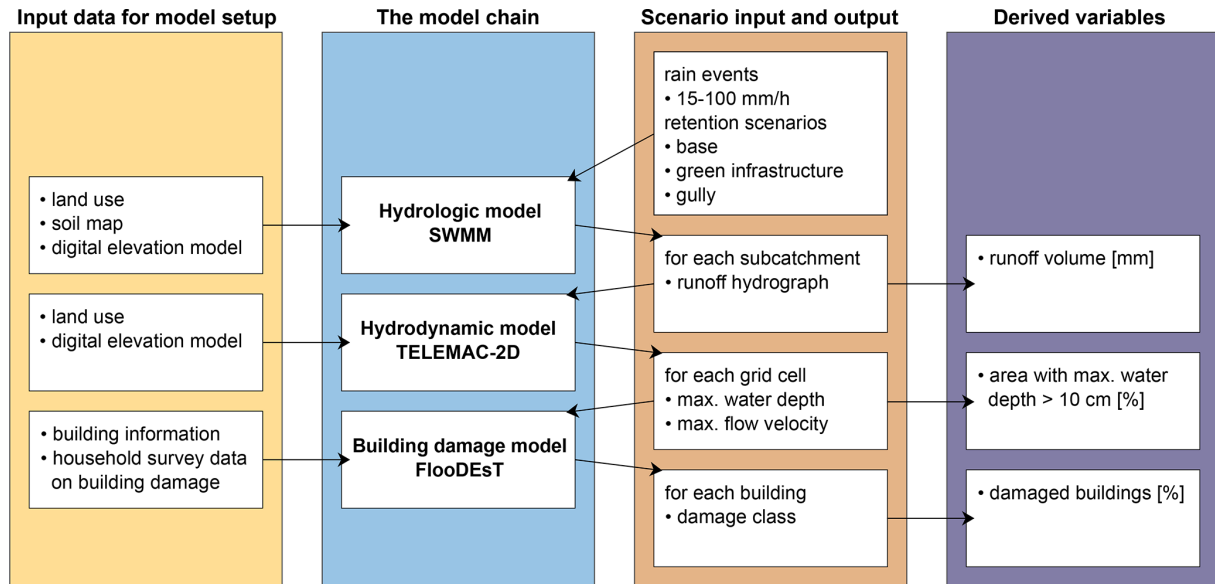 Input data for model setup
The model chain
Scenario input and output
Derived variables
rain events
• 15-100 mm/h
retention scenarios
• base
• green infrastructure
• gully
• land use
• soil map
• digital elevation model
Hydrologic model
SWMM
for each subcatchment
• runoff hydrograph
• runoff volume [mm]
• land use
• digital elevation model
Hydrodynamic model
TELEMAC-2D
for each grid cell
• max. water depth
• max. flow velocity
• area with max. water
depth > 10 cm [%]
• building information
• household survey data
on building damage
Building damage model
FlooDEsT
for each building
• damage class
• damaged buildings [%]